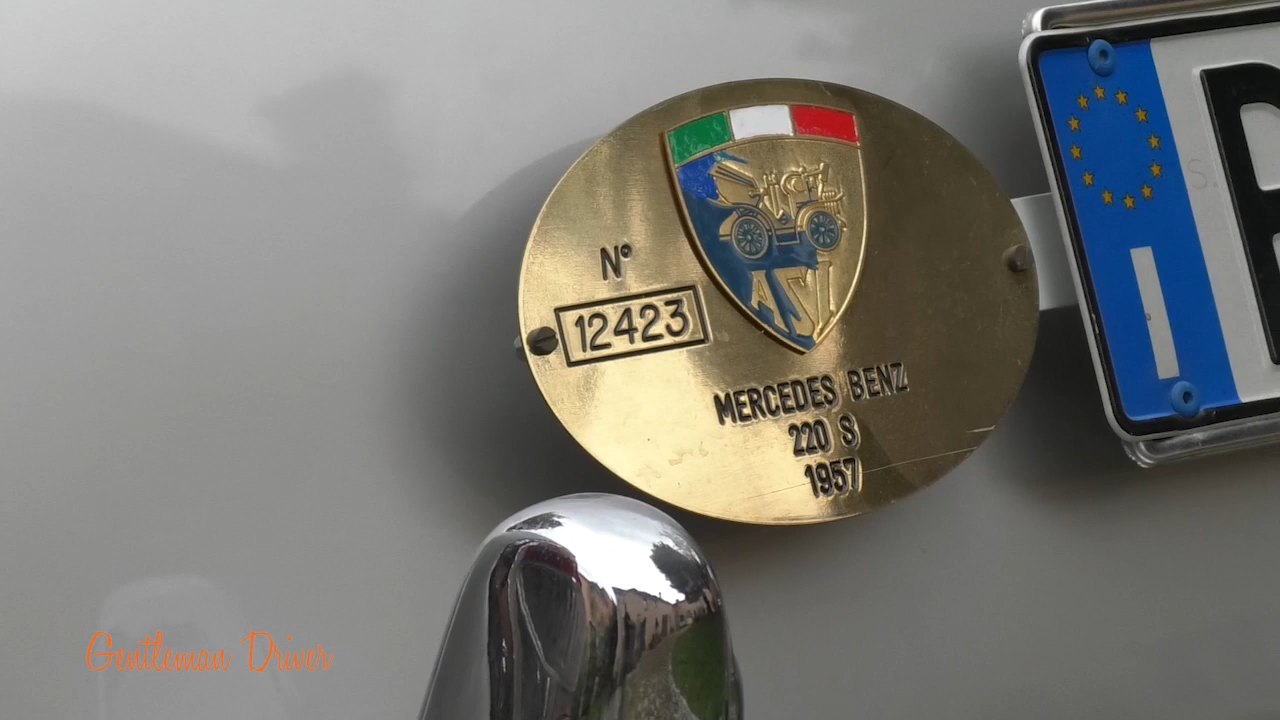 ASI
N°
12423
MERCEDES BENZ
220 S
1957
I
Gentleman Driver